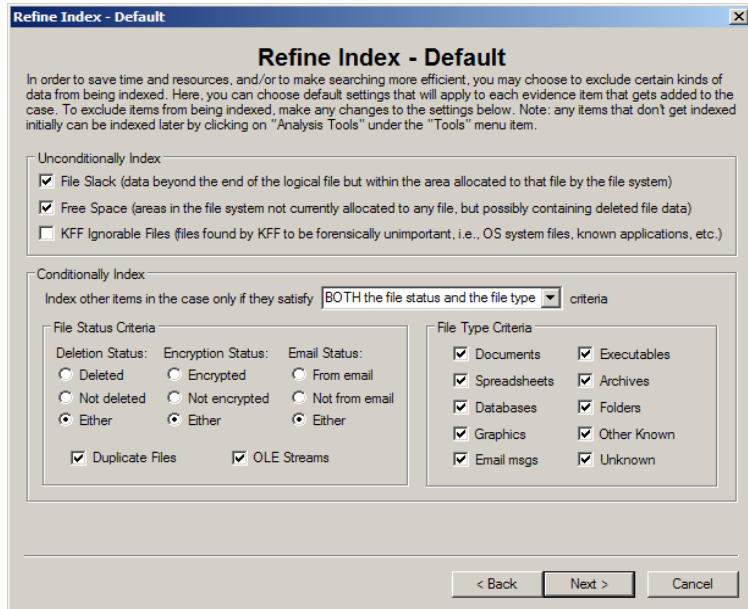 Refine Index - Default
Refine Index - Default
In order to save time and resources, and/or to make searching more efficient, you may choose to exclude certain kinds of
data from being indexed. Here, you can choose default settings that will apply to each evidence item that gets added to the
case. To exclude items from being indexed, make any changes to the settings below. Note: any items that don't get indexed
initially can be indexed later by clicking on "Analysis Tools" under the "Tools" menu item.
Unconditionally Index
File Slack (data beyond the end of the logical file but within the area allocated to that file by the file system)
Free Space (areas in the file system not currently allocated to any file, but possibly containing deleted file data)
KFF Ignorable Files (files found by KFF to be forensically unimportant, i.e., OS system files, known applications, etc.)
Conditionally Index
Index other items in the case only if they satisfy BOTH the file status and the file type criteria
File Status Criteria
Deletion Status: Encryption Status: Email Status:
Deleted Encrypted From email
Not deleted Not encrypted Not from email
Either Either Either
Duplicate Files OLE Streams
File Type Criteria
Documents Executables
Spreadsheets Archives
Databases Folders
Graphics Other Known
Email msgs Unknown
< Back Next > Cancel